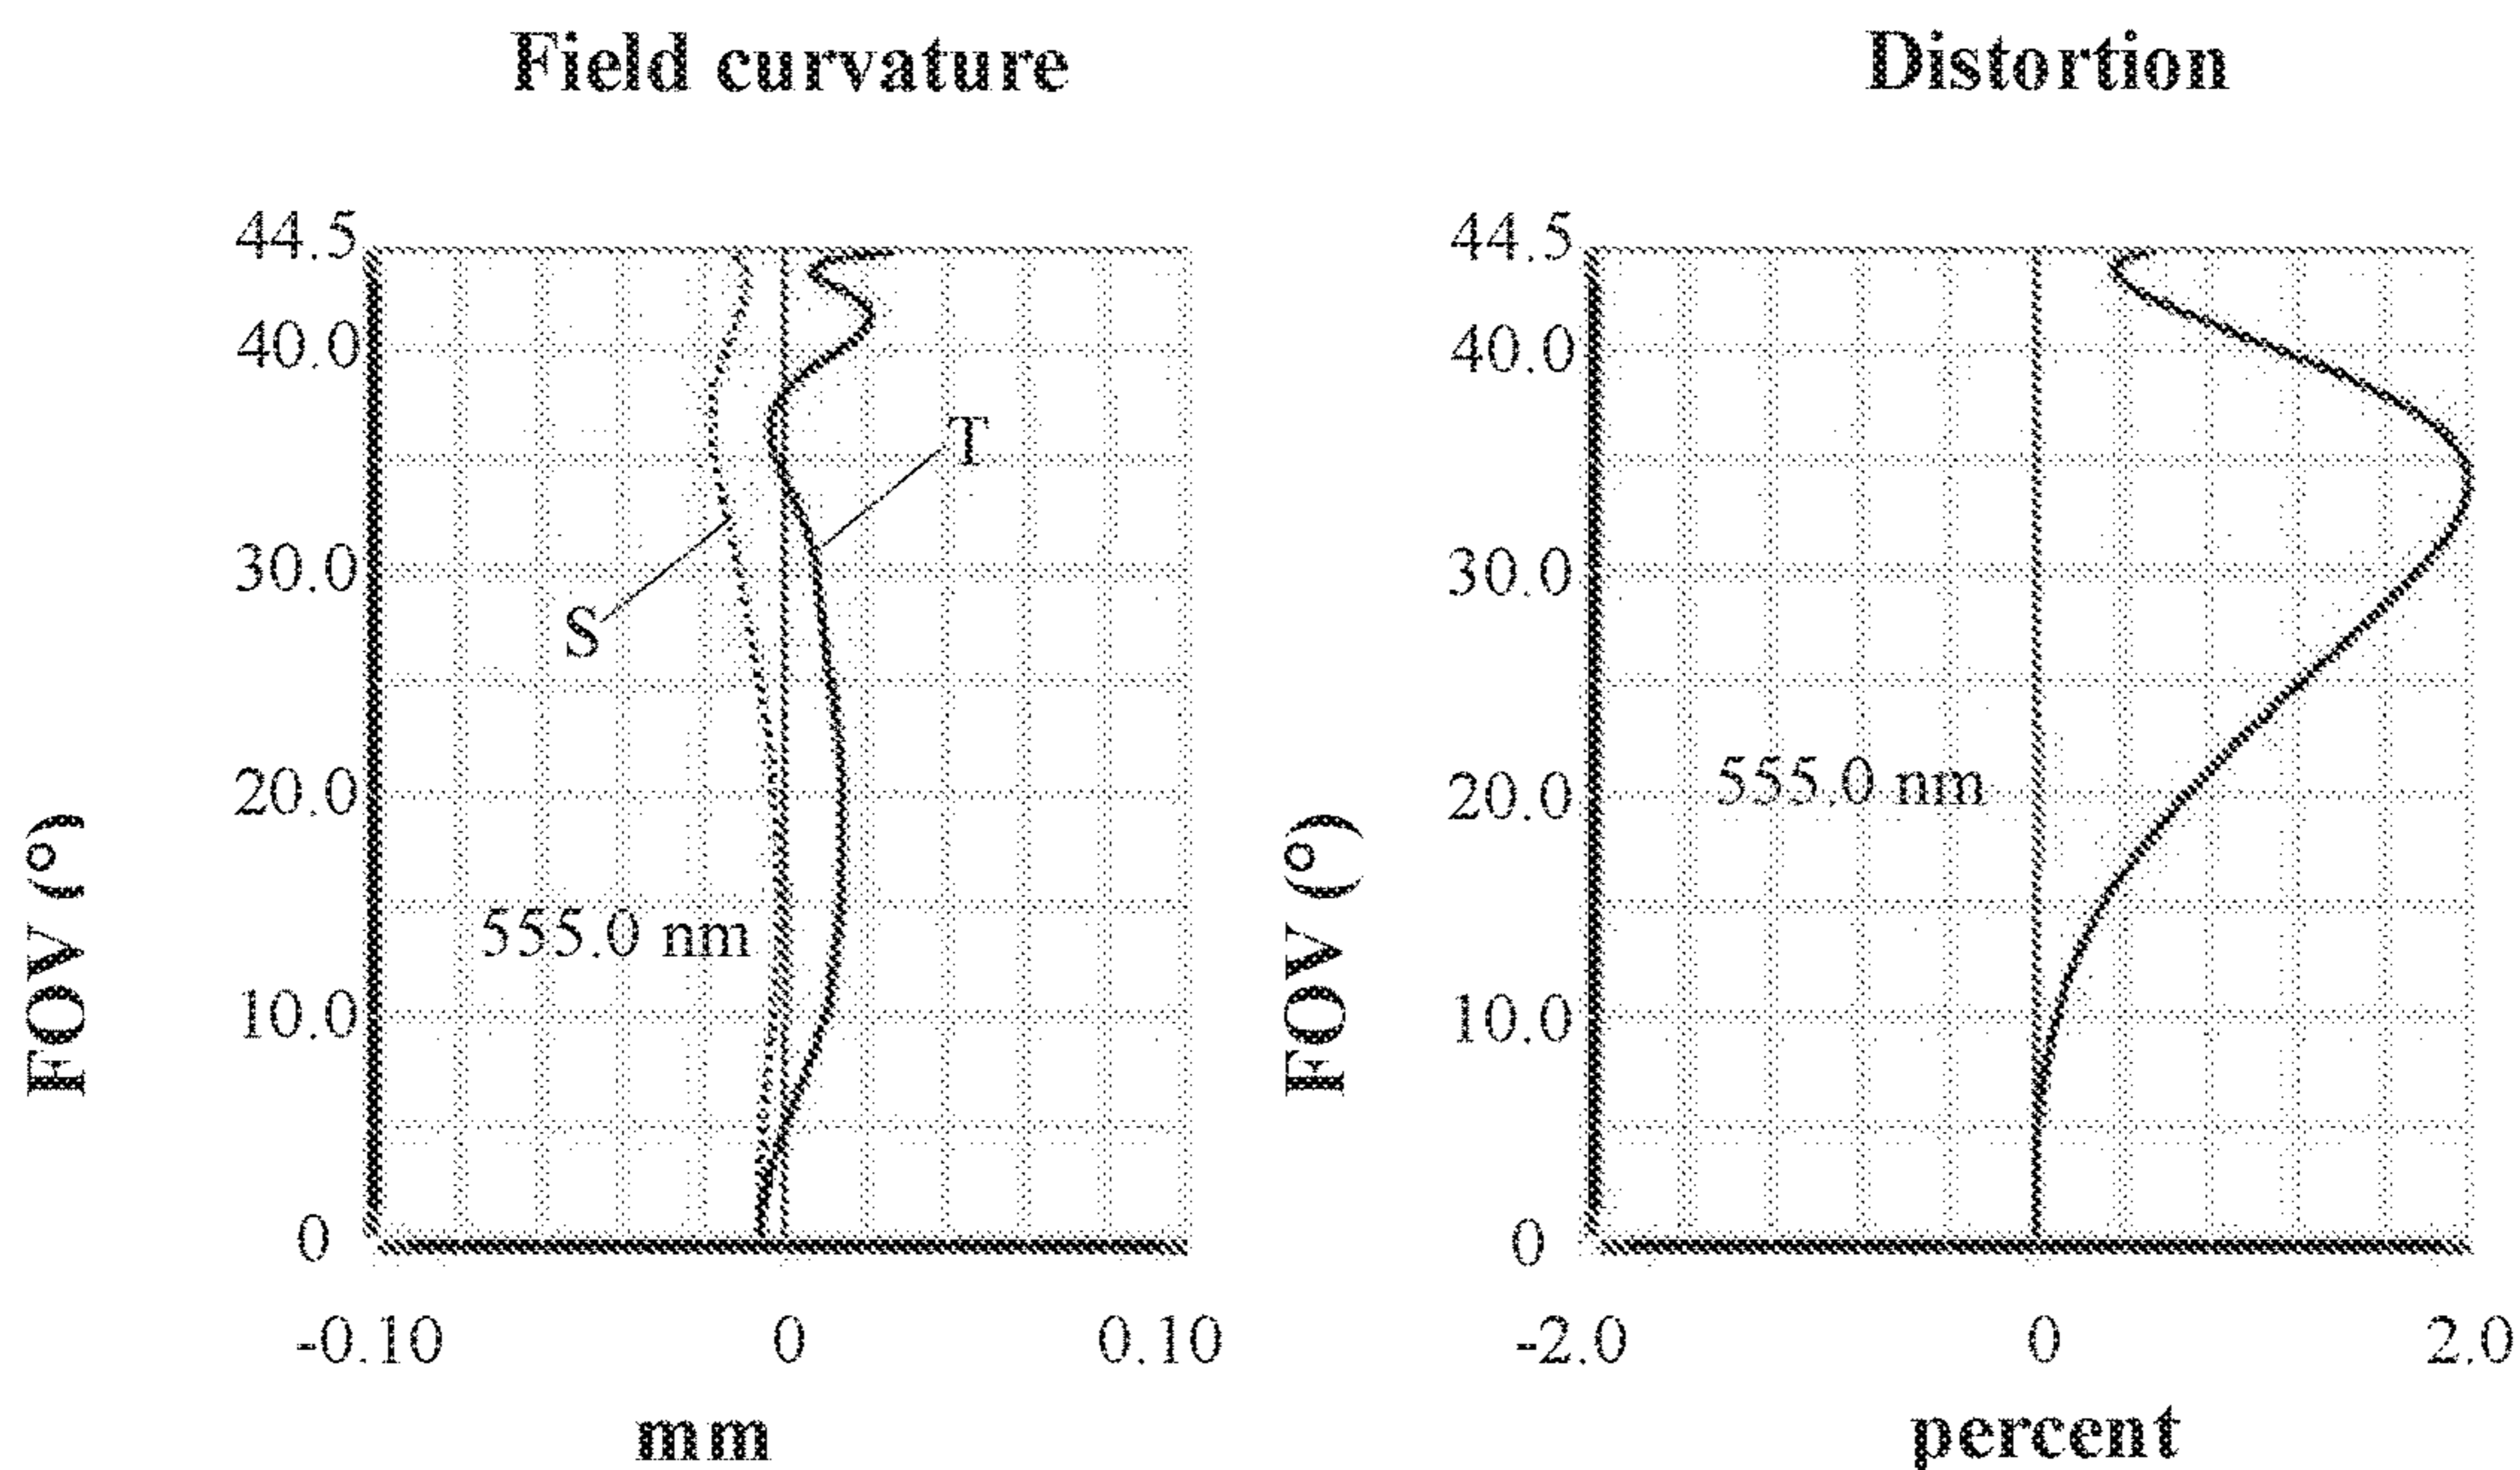 Field curvature
44.5
40.0
30.0
20.0
10.0
0
FOV (°)
T
S
555.0 nm
-0.10 0 0.10
mm
Distortion
44.5
40.0
30.0
20.0
10.0
0
FOV (°)
555.0 nm
-2.0 0 2.0
percent